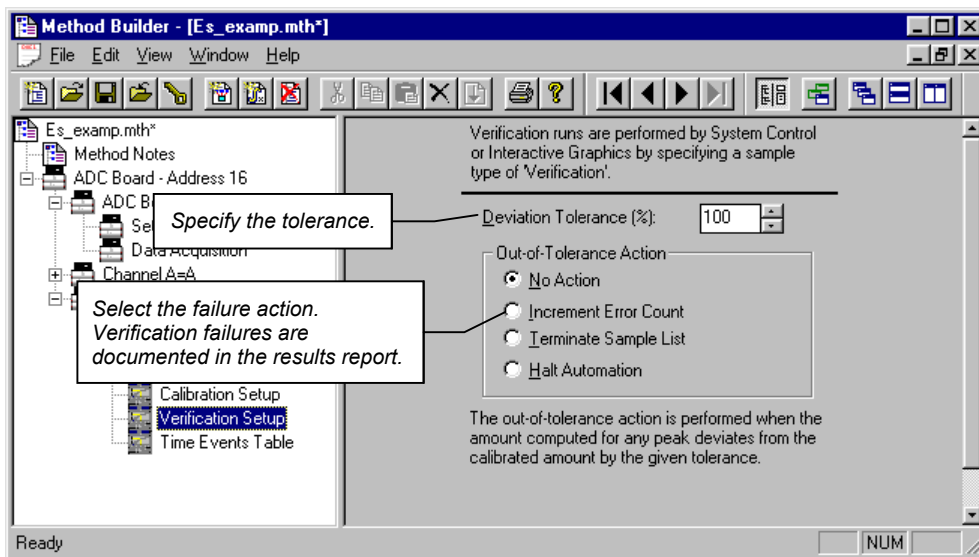 Method Builder - [Es_examp.mth*]
File Edit View Window Help
Es_examp.mth*
Method Notes
ADC Board - Address 16
ADC B
Se
Data Acquisition
Channel A=A
Calibration Setup
Verification Setup
Time Events Table
Specify the tolerance.
Select the failure action.
Verification failures are
documented in the results report.
Verification runs are performed by System Control
or Interactive Graphics by specifying a sample
type of 'Verification'.
Deviation Tolerance (%): 100
Out-of-Tolerance Action
No Action
Increment Error Count
Terminate Sample List
Halt Automation
The out-of-tolerance action is performed when the
amount computed for any peak deviates from the
calibrated amount by the given tolerance.
Ready
NUM